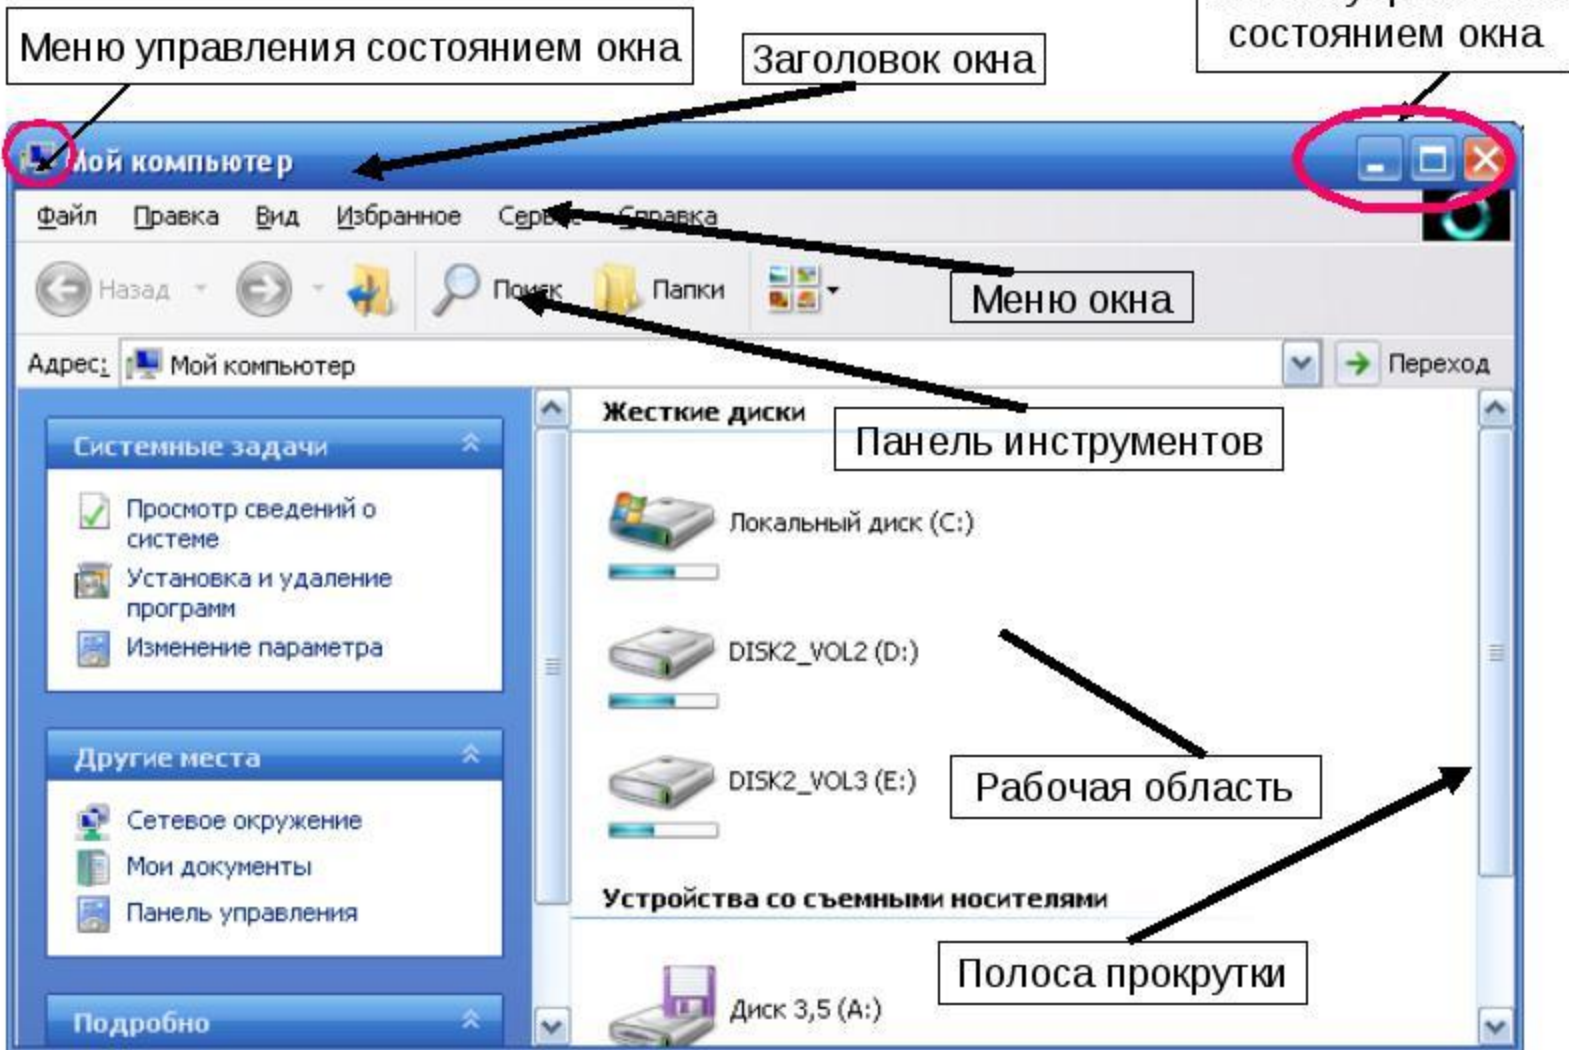 Меню управления состоянием окна
Заголовок окна
состоянием окна
Мой компьютер
Файл Правка Вид Избранное Сервис Справка
Назад Поиск Папки
Меню окна
Адрес: Мой компьютер Переход
Системные задачи
Просмотр сведений о
системе
Установка и удаление
программ
Изменение параметра
Другие места
Сетевое окружение
Мои документы
Панель управления
Подробно
Жесткие диски
Панель инструментов
Локальный диск (C:)
DISK2_VOL2 (D:)
DISK2_VOL3 (E:)
Рабочая область
Устройства со съемными носителями
Полоса прокрутки
Диск 3,5 (A:)